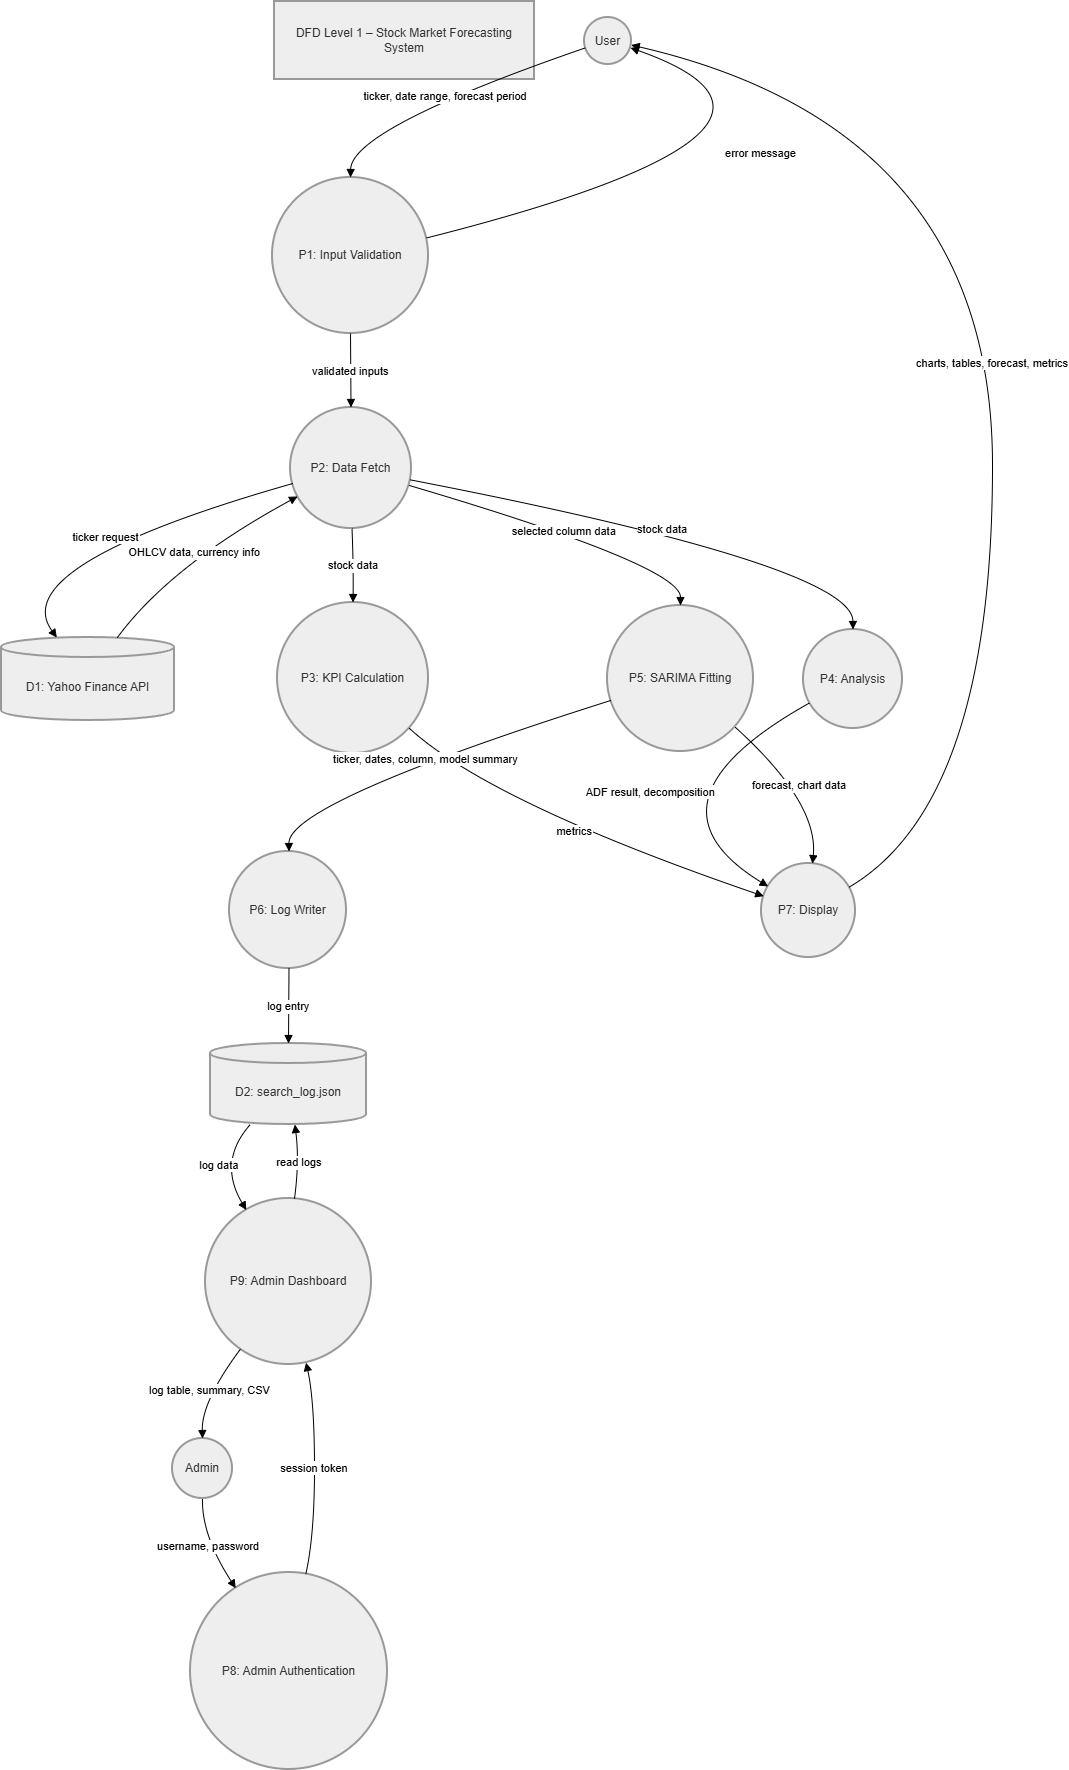 DFD Level 1 – Stock Market Forecasting
System
User
ticker, date range, forecast period
error message
P1: Input Validation
charts, tables, forecast, metrics
validated inputs
P2: Data Fetch
selected column data
stock data
ticker request
OHLCV data, currency info
stock data
D1: Yahoo Finance API
P3: KPI Calculation
P5: SARIMA Fitting
P4: Analysis
ticker, dates, column, model summary
ADF result, decomposition
forecast, chart data
metrics
P6: Log Writer
P7: Display
log entry
D2: search_log.json
log data
read logs
P9: Admin Dashboard
log table, summary, CSV
Admin
session token
username, password
P8: Admin Authentication